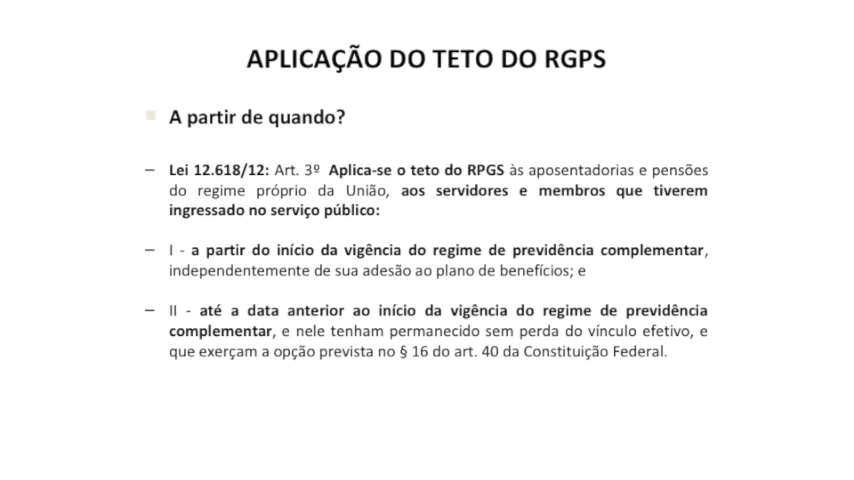 APLICAÇÃO DO TETO DO RGPS
A partir de quando?
– Lei 12.618/12: Art. 3º Aplica-se o teto do RPGS às aposentadorias e pensões
do regime próprio da União, aos servidores e membros que tiverem
ingressado no serviço público:
– I - a partir do início da vigência do regime de previdência complementar,
independentemente de sua adesão ao plano de benefícios; e
– II - até a data anterior ao início da vigência do regime de previdência
complementar, e nele tenham permanecido sem perda do vínculo efetivo, e
que exerçam a opção prevista no § 16 do art. 40 da Constituição Federal.